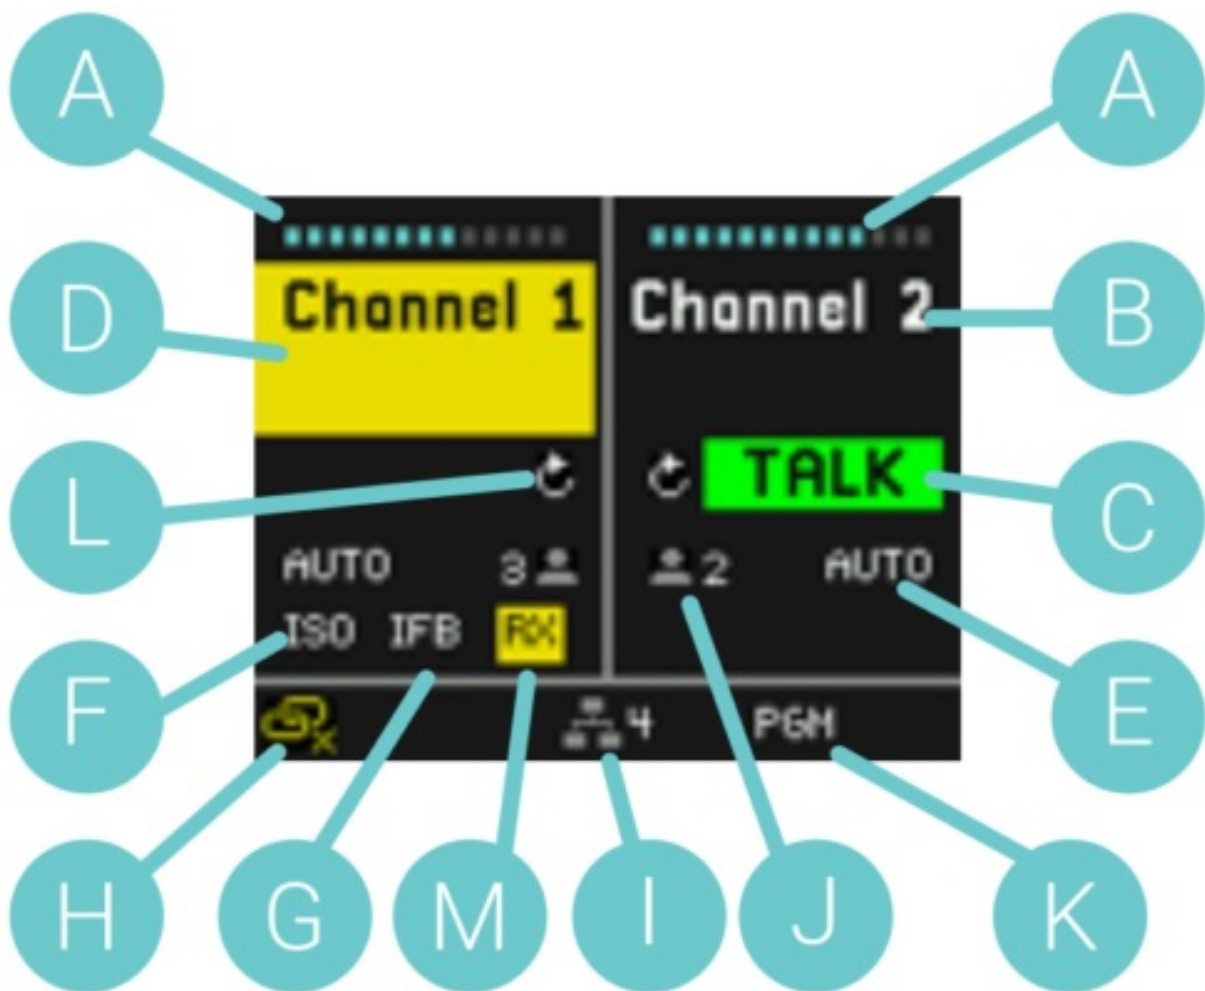 A A
D Channel 1 Channel 2 B
L TALK C
AUTO 3 2 AUTO
F ISO IFB RX E
4 PGM
H G M I J K